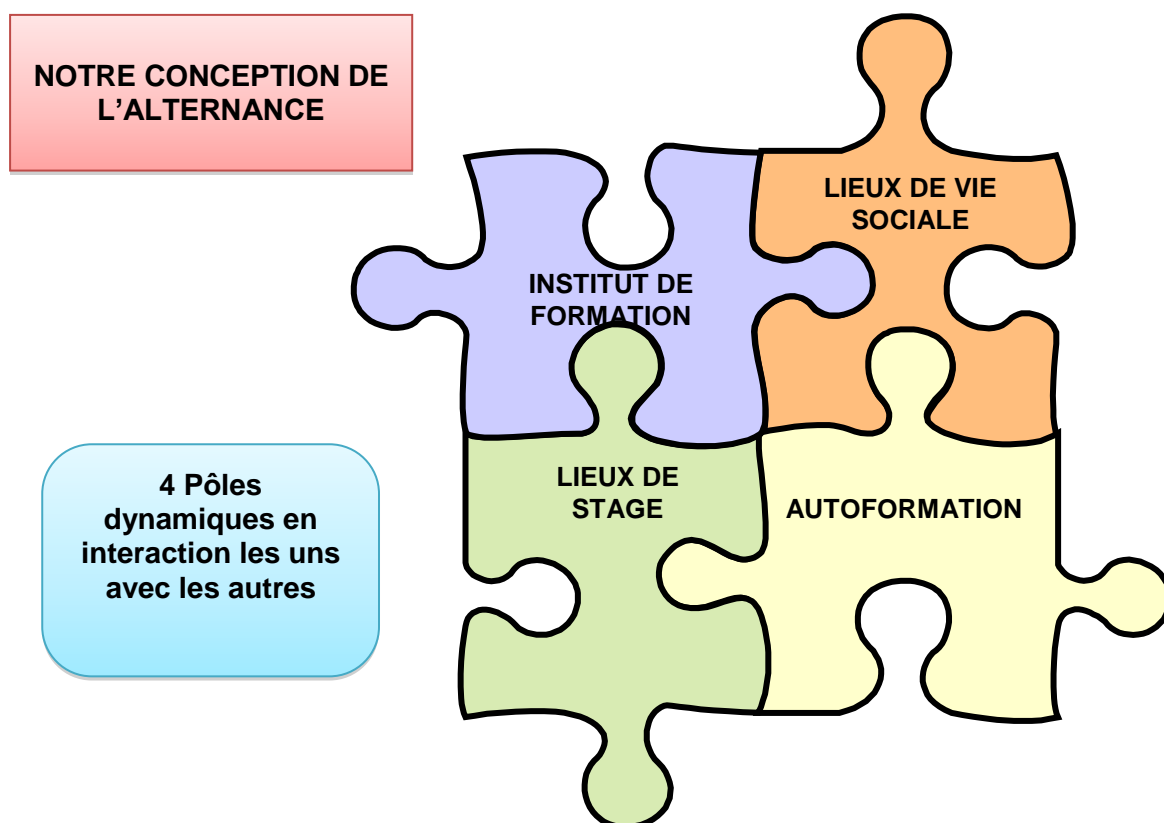 NOTRE CONCEPTION DE
L’ALTERNANCE
LIEUX DE VIE
SOCIALE
INSTITUT DE
FORMATION
LIEUX DE
STAGE
AUTOFORMATION
4 Pôles
dynamiques en
interaction les uns
avec les autres